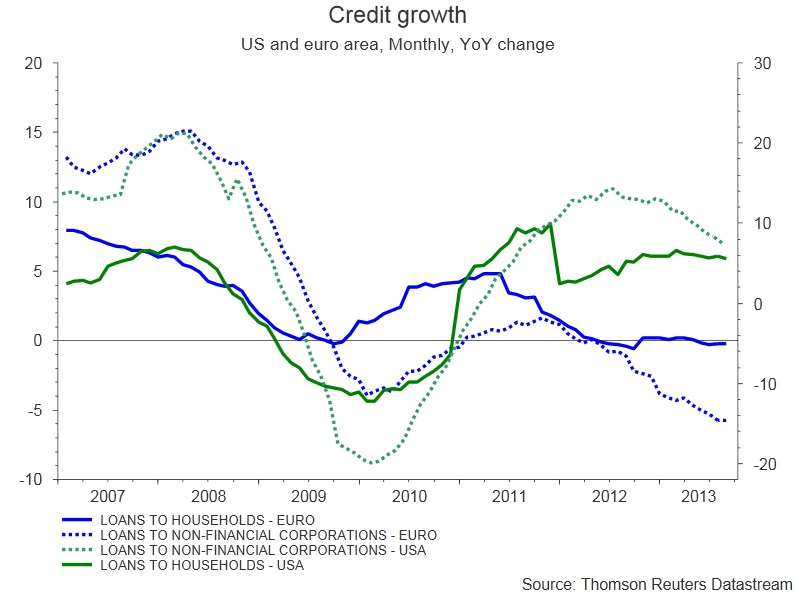 Credit growth
US and euro area, Monthly, YoY change
20
15
10
5
0
-5
-10
30
20
10
0
-10
-20
2007 2008 2009 2010 2011 2012 2013
LOANS TO HOUSEHOLDS - EURO
LOANS TO NON-FINANCIAL CORPORATIONS - EURO
LOANS TO NON-FINANCIAL CORPORATIONS - USA
LOANS TO HOUSEHOLDS - USA
Source: Thomson Reuters Datastream